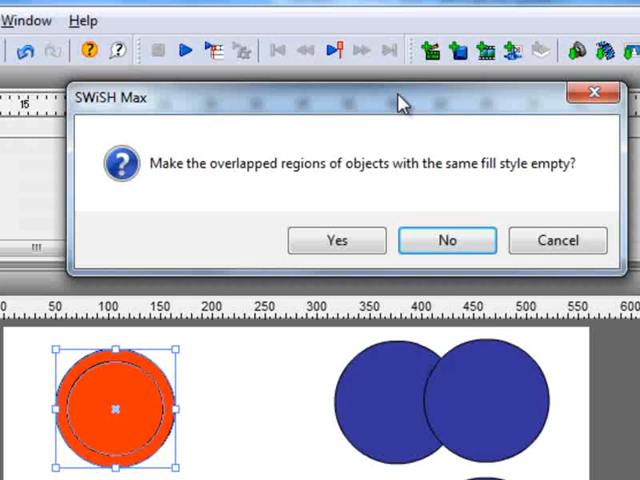 Window Help
15
SWiSH Max
Make the overlapped regions of objects with the same fill style empty?
Yes No Cancel
0 50 100 150 200 250 300 350 400 450 500 550 600